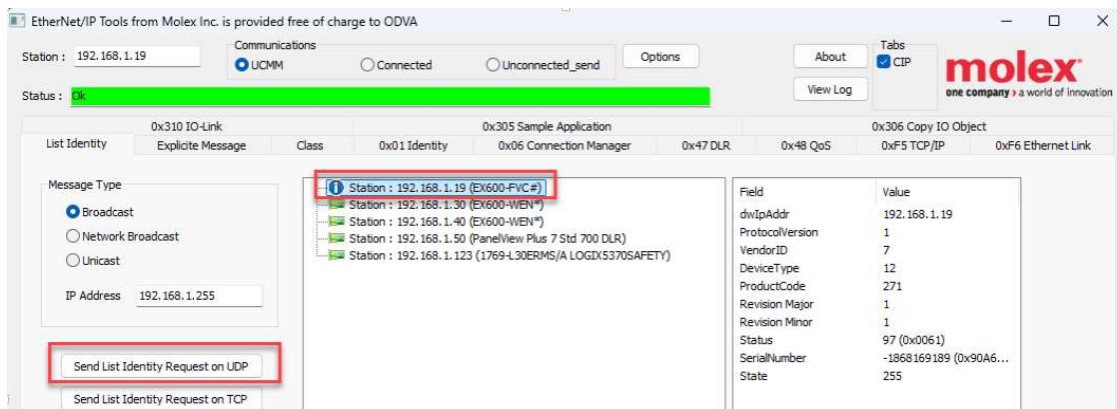 EtherNet/IP Tools from Molex Inc. is provided free of charge to ODVA
Station : 192.168.1.19
Communications
UCMM
Connected
Unconnected_send
Options
About
View Log
Tabs
CIP
molex
one company > a world of innovation
Status : Ok
0x310 IO-Link
0x305 Sample Application
0x306 Copy IO Object
List Identity
Explicite Message
Class
0x01 Identity
0x06 Connection Manager
0x47 DLR
0x48 QoS
0xF5 TCP/IP
0xF6 Ethernet Link
Message Type
Broadcast
Network Broadcast
Unicast
IP Address 192.168.1.255
Send List Identity Request on UDP
Send List Identity Request on TCP
Station : 192.168.1.19 (EX600-FVC#)
Station : 192.168.1.30 (EX600-WEN*)
Station : 192.168.1.40 (EX600-WEN*)
Station : 192.168.1.50 (PanelView Plus 7 Std 700 DLR)
Station : 192.168.1.123 (1769-L30ERMS/A LOGIX5370SAFETY)
Field Value
dwIpAddr 192.168.1.19
ProtocolVersion 1
VendorID 7
DeviceType 12
ProductCode 271
Revision Major 1
Revision Minor 1
Status 97 (0x0061)
SerialNumber -1868169189 (0x90A6...
State 255